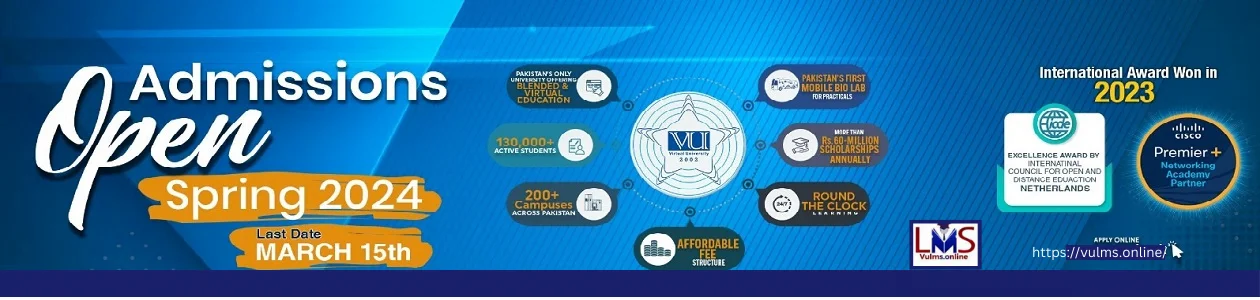 Admissions
Open
Spring 2024
Last Date
MARCH 15th
PAKISTAN'S ONLY
UNIVERSITY OFFERING
BLENDED &
VIRTUAL
EDUCATION
130,000+
ACTIVE STUDENTS
200+
Campuses
ACROSS PAKISTAN
VU
Virtual University
2002
AFFORDABLE
FEE
STRUCTURE
PAKISTAN'S FIRST
MOBILE BIO LAB
FOR PRACTICALS
MORE THAN
Rs.60-MILLION
SCHOLARSHIPS
ANNUALLY
24/7
ROUND
THE CLOCK
LEARNING
LMS
Vulms.online
International Award Won in
2023
icde
EXCELLENCE AWARD BY
INTERNATINAL
COUNCIL FOR OPEN AND
DISTANCE EDUACTION
NETHERLANDS
CISCO
Premier +
Networking
Academy
Partner
APPLY ONLINE
https://vulms.online/